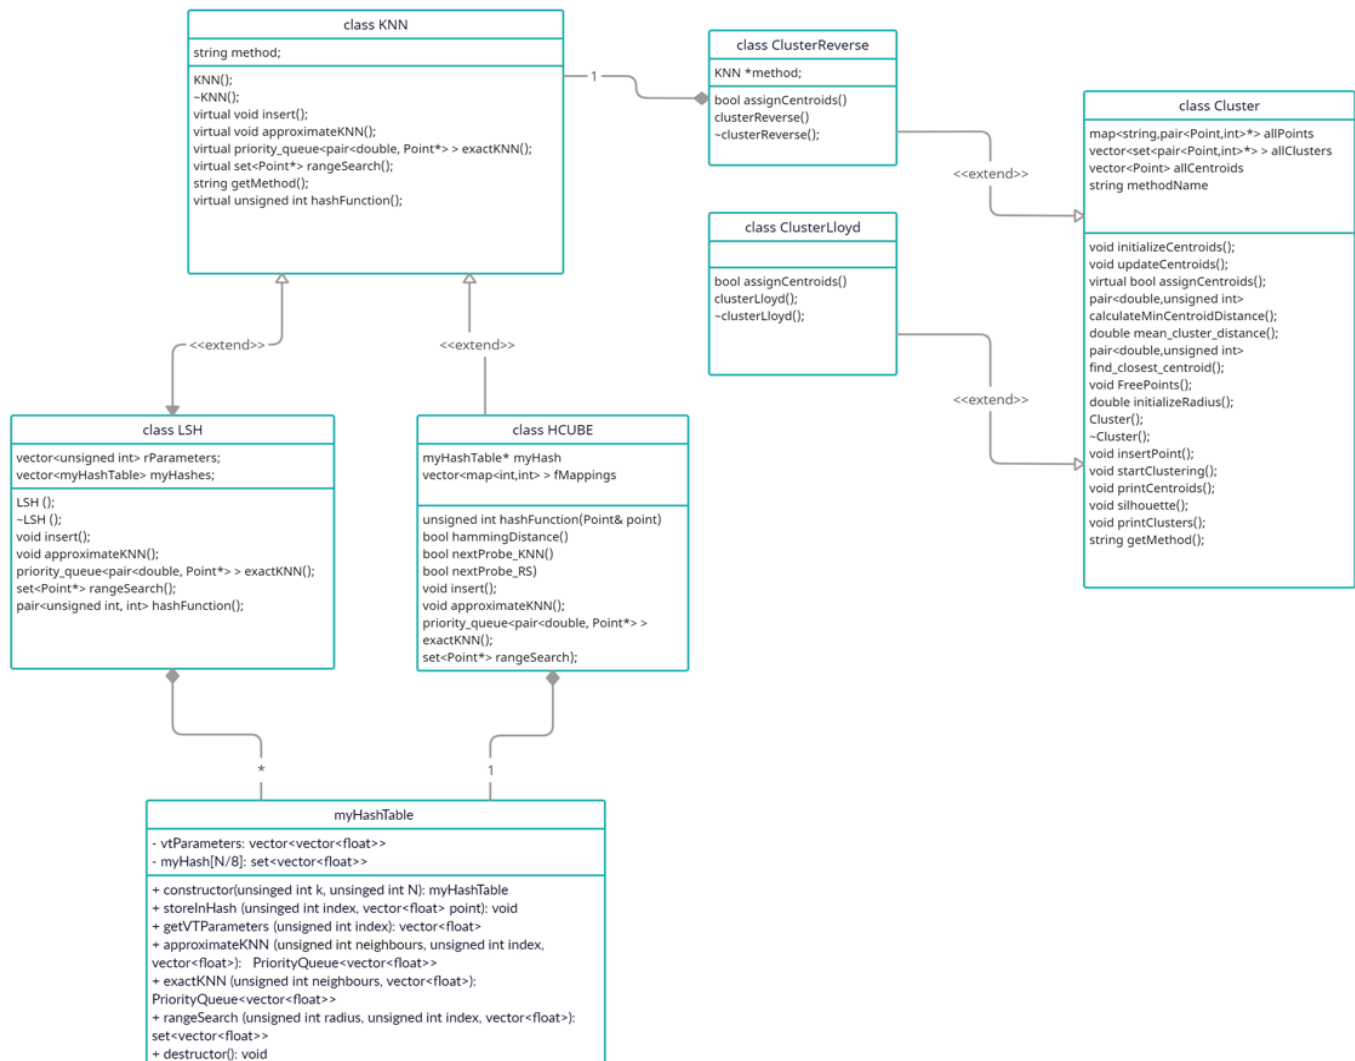 class KNN
string method;
KNN();
~KNN();
virtual void insert();
virtual void approximateKNN();
virtual priority_queue<pair<double, Point*> > exactKNN();
virtual set<Point*> rangeSearch();
string getMethod();
virtual unsigned int hashFunction();
1
class ClusterReverse
KNN *method;
bool assignCentroids()
clusterReverse()
~clusterReverse();
<<extend>>
class ClusterLloyd
bool assignCentroids()
clusterLloyd();
~clusterLloyd();
<<extend>>
class Cluster
map<string,pair<Point,int>*> allPoints
vector<set<pair<Point,int>*> > allClusters
vector<Point> allCentroids
string methodName
void initializeCentroids();
void updateCentroids();
virtual bool assignCentroids();
pair<double,unsigned int>
calculateMinCentroidDistance();
double mean_cluster_distance();
pair<double,unsigned int>
find_closest_centroid();
void FreePoints();
double initializeRadius();
Cluster();
~Cluster();
void insertPoint();
void startClustering();
void printCentroids();
void silhouette();
void printClusters();
string getMethod();
<<extend>>
<<extend>>
class LSH
vector<unsigned int> rParameters;
vector<myHashTable> myHashes;
LSH ();
~LSH ();
void insert();
void approximateKNN();
priority_queue<pair<double, Point*> > exactKNN();
set<Point*> rangeSearch();
pair<unsigned int, int> hashFunction();
class HCUBE
myHashTable* myHash
vector<map<int,int> > fMappings
unsigned int hashFunction(Point& point)
bool hammingDistance()
bool nextProbe_KNN()
bool nextProbe_RS)
void insert();
void approximateKNN();
priority_queue<pair<double, Point*> >
exactKNN();
set<Point*> rangeSearch);
*
1
myHashTable
- vtParameters: vector<vector<float>>
- myHash[N/8]: set<vector<float>>
+ constructor(unsinged int k, unsinged int N): myHashTable
+ storeInHash (unsinged int index, vector<float> point): void
+ getVTParameters (unsigned int index): vector<float>
+ approximateKNN (unsigned int neighbours, unsigned int index,
vector<float>): PriorityQueue<vector<float>>
+ exactKNN (unsigned int neighbours, vector<float>):
PriorityQueue<vector<float>>
+ rangeSearch (unsigned int radius, unsigned int index, vector<float>):
set<vector<float>>
+ destructor(): void